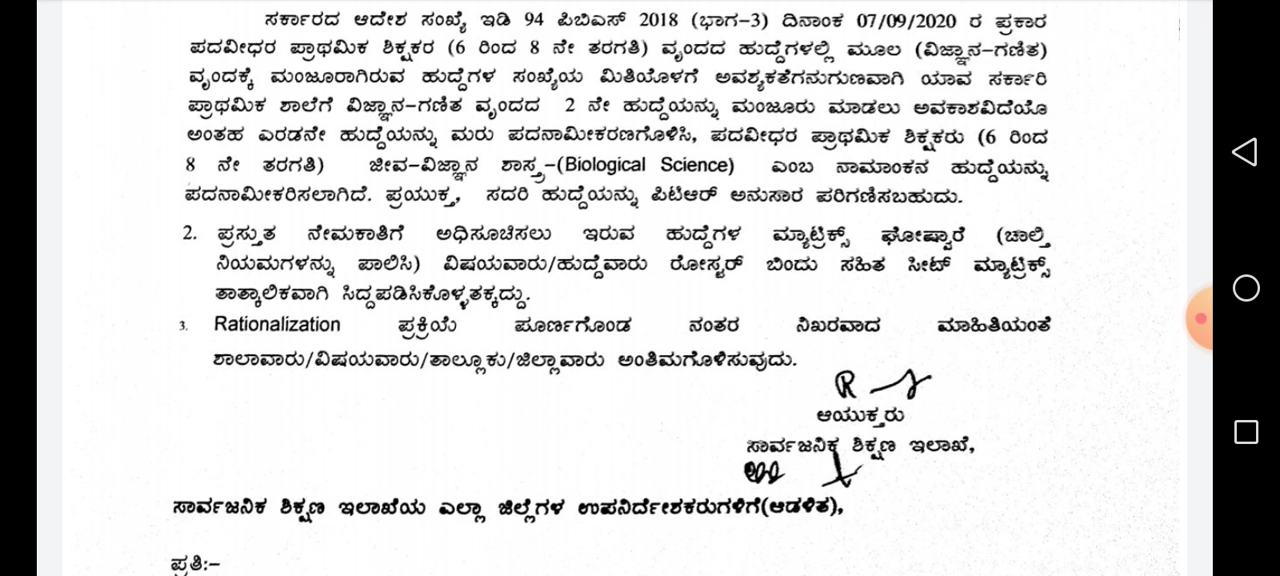 ಸರ್ಕಾರದ ಆದೇಶ ಸಂಖ್ಯೆ ಇಡಿ 94 ಪಿಬಿಎಸ್ 2018 (ಭಾಗ-3) ದಿನಾಂಕ 07/09/2020 ರ ಪ್ರಕಾರ
ಪದವೀಧರ ಪ್ರಾಥಮಿಕ ಶಿಕ್ಷಕರ (6 ರಿಂದ 8 ನೇ ತರಗತಿ) ವೃಂದದ ಹುದ್ದೆಗಳಲ್ಲಿ ಮೂಲ (ವಿಜ್ಞಾನ-ಗಣಿತ)
ವೃಂದಕ್ಕೆ ಮಂಜೂರಾಗಿರುವ ಹುದ್ದೆಗಳ ಸಂಖ್ಯೆಯ ಮಿತಿಯೊಳಗೆ ಅವಶ್ಯಕತೆಗನುಗುಣವಾಗಿ ಯಾವ ಸರ್ಕಾರಿ
ಪ್ರಾಥಮಿಕ ಶಾಲೆಗೆ ವಿಜ್ಞಾನ-ಗಣಿತ ವೃಂದದ 2 ನೇ ಹುದ್ದೆಯನ್ನು ಮಂಜೂರು ಮಾಡಲು ಅವಕಾಶವಿದೆಯೊ
ಅಂತಹ ಎರಡನೇ ಹುದ್ದೆಯನ್ನು ಮರು ಪದನಾಮೀಕರಣಗೊಳಿಸಿ, ಪದವೀಧರ ಪ್ರಾಥಮಿಕ ಶಿಕ್ಷಕರು (6 ರಿಂದ
8 ನೇ ತರಗತಿ) ಜೀವ-ವಿಜ್ಞಾನ ಶಾಸ್ತ್ರ-(Biological Science) ಎಂಬ ನಾಮಾಂಕನ ಹುದ್ದೆಯನ್ನು
ಪದನಾಮೀಕರಿಸಲಾಗಿದೆ. ಪ್ರಯುಕ್ತ, ಸದರಿ ಹುದ್ದೆಯನ್ನು ಪಿಟಿಆರ್ ಅನುಸಾರ ಪರಿಗಣಿಸಬಹುದು.
2. ಪ್ರಸ್ತುತ ನೇಮಕಾತಿಗೆ ಅಧಿಸೂಚಿಸಲು ಇರುವ ಹುದ್ದೆಗಳ ಮ್ಯಾಟ್ರಿಕ್ಸ್ ಘೋಷ್ವಾರೆ (ಚಾಲ್ತಿ
ನಿಯಮಗಳನ್ನು ಪಾಲಿಸಿ) ವಿಷಯವಾರು/ಹುದ್ದೆವಾರು ರೋಸ್ಟರ್ ಬಿಂದು ಸಹಿತ ಸೀಟ್ ಮ್ಯಾಟ್ರಿಕ್ಸ್
ತಾತ್ಕಾಲಿಕವಾಗಿ ಸಿದ್ದಪಡಿಸಿಕೊಳ್ಳತಕ್ಕದ್ದು.
3. Rationalization ಪ್ರಕ್ರಿಯೆ ಪೂರ್ಣಗೊಂಡ ನಂತರ ನಿಖರವಾದ ಮಾಹಿತಿಯಂತೆ
ಶಾಲಾವಾರು/ವಿಷಯವಾರು/ತಾಲ್ಲೂಕು/ಜಿಲ್ಲಾವಾರು ಅಂತಿಮಗೊಳಿಸುವುದು.
ಆಯುಕ್ತರು
ಸಾರ್ವಜನಿಕ ಶಿಕ್ಷಣ ಇಲಾಖೆ,
ಸಾರ್ವಜನಿಕ ಶಿಕ್ಷಣ ಇಲಾಖೆಯ ಎಲ್ಲಾ ಜಿಲ್ಲೆಗಳ ಉಪನಿರ್ದೇಶಕರುಗಳಿಗೆ(ಆಡಳಿತ),
ಪ್ರತಿ:-